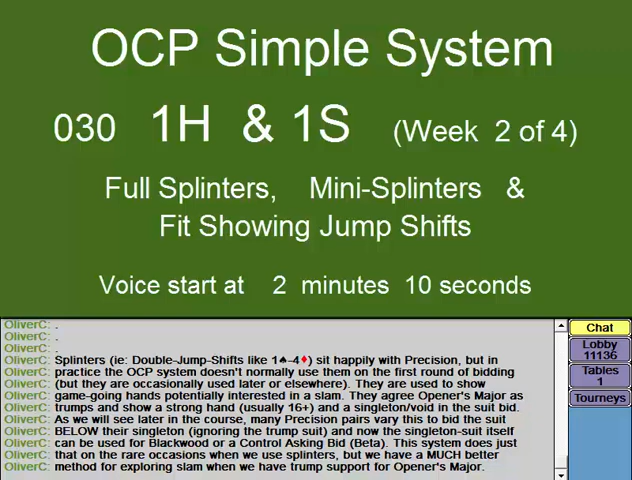 OCP Simple System
030 1H & 1S (Week 2 of 4)
Full Splinters, Mini-Splinters &
Fit Showing Jump Shifts
Voice start at 2 minutes 10 seconds
OliverC: .
OliverC: .
OliverC: .
OliverC: Splinters (ie: Double-Jump-Shifts like 1♠-4♦) sit happily with Precision, but in
OliverC: practice the OCP system doesn't normally use them on the first round of bidding
OliverC: (but they are occasionally used later or elsewhere). They are used to show
OliverC: game-going hands potentially interested in a slam. They agree Opener's Major as
OliverC: trumps and show a strong hand (usually 16+) and a singleton/void in the suit bid.
OliverC: As we will see later in the course, many Precision pairs vary this to bid the suit
OliverC: BELOW their singleton (ignoring the trump suit) and now the singleton-suit itself
OliverC: can be used for Blackwood or a Control Asking Bid (Beta). This system does just
OliverC: that on the rare occasions when we use splinters, but we have a MUCH better
OliverC: method for exploring slam when we have trump support for Opener's Major.
Chat
Lobby
11136
Tables
1
Tourneys